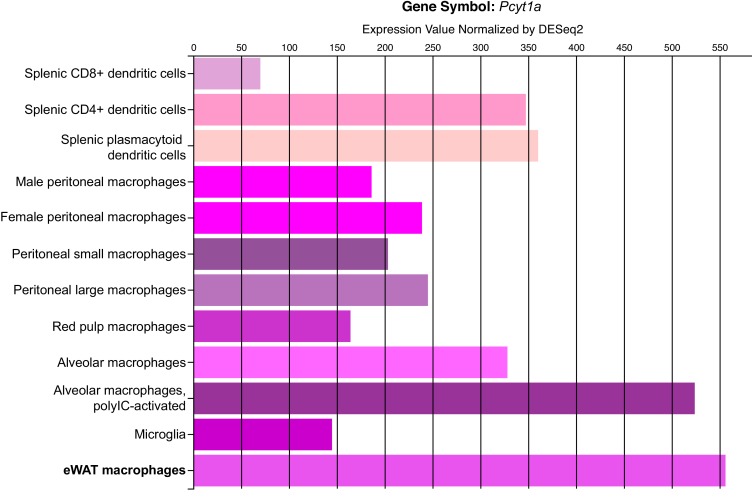 Gene Symbol: Pcyt1a
Expression Value Normalized by DESeq2
0 50 100 150 200 250 300 350 400 450 500 550
Splenic CD8+ dendritic cells
Splenic CD4+ dendritic cells
Splenic plasmacytoid
dendritic cells
Male peritoneal macrophages
Female peritoneal macrophages
Peritoneal small macrophages
Peritoneal large macrophages
Red pulp macrophages
Alveolar macrophages
Alveolar macrophages,
polyIC-activated
Microglia
eWAT macrophages